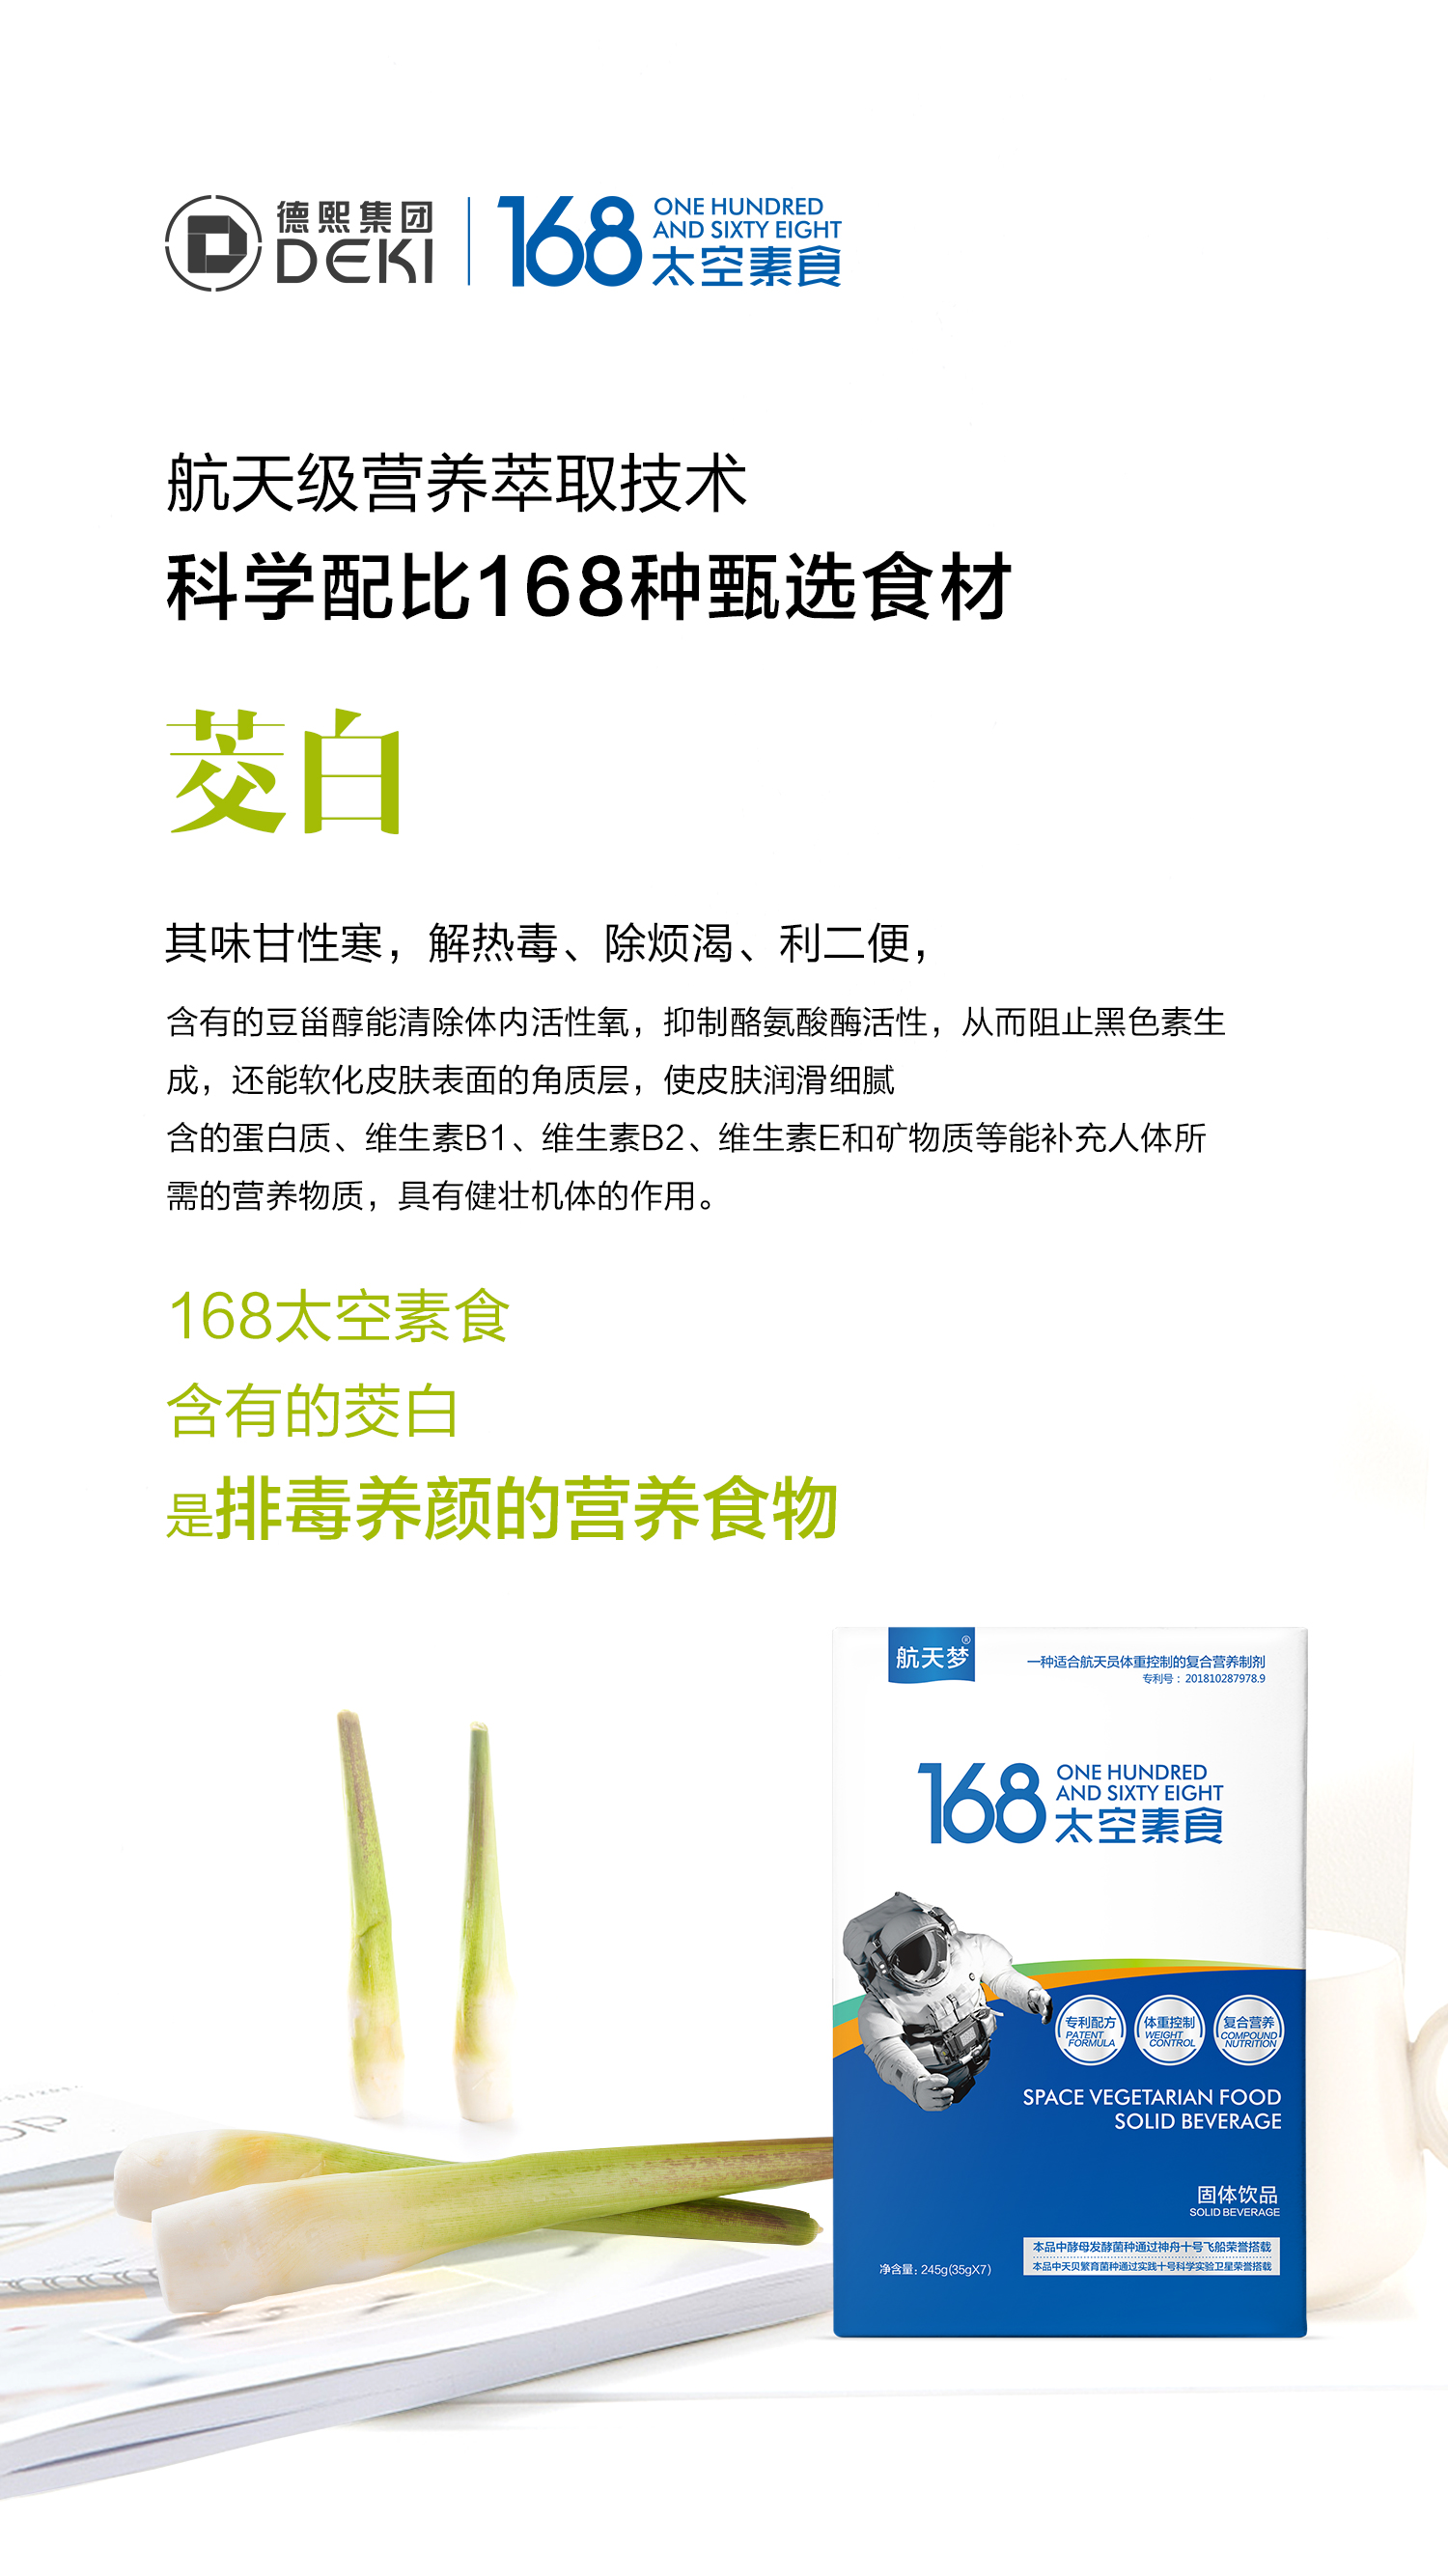 德熙集团
DEKI
168
ONE HUNDRED
AND SIXTY EIGHT
太空素食
航天级营养萃取技术
科学配比168种甄选食材
茭白
其味甘性寒，解热毒、除烦渴、利二便，
含有的豆甾醇能清除体内活性氧，抑制酪氨酸酶活性，从而阻止黑色素生
成，还能软化皮肤表面的角质层，使皮肤润滑细腻
含的蛋白质、维生素B1、维生素B2、维生素E和矿物质等能补充人体所
需的营养物质，具有健壮机体的作用。
168太空素食
含有的茭白
是排毒养颜的营养食物
航天梦®
一种适合航天员体重控制的复合营养制剂
专利号：201810287978.9
168
ONE HUNDRED
AND SIXTY EIGHT
太空素食
专利配方
PATENT
FORMULA
体重控制
WEIGHT
CONTROL
复合营养
COMPOUND
NUTRITION
SPACE VEGETARIAN FOOD
SOLID BEVERAGE
固体饮品
SOLID BEVERAGE
净含量：245g(35gX7)
本品中酵母发酵菌种通过神舟十号飞船荣誉搭载
本品中天贝繁育菌种通过实践十号科学实验卫星荣誉搭载